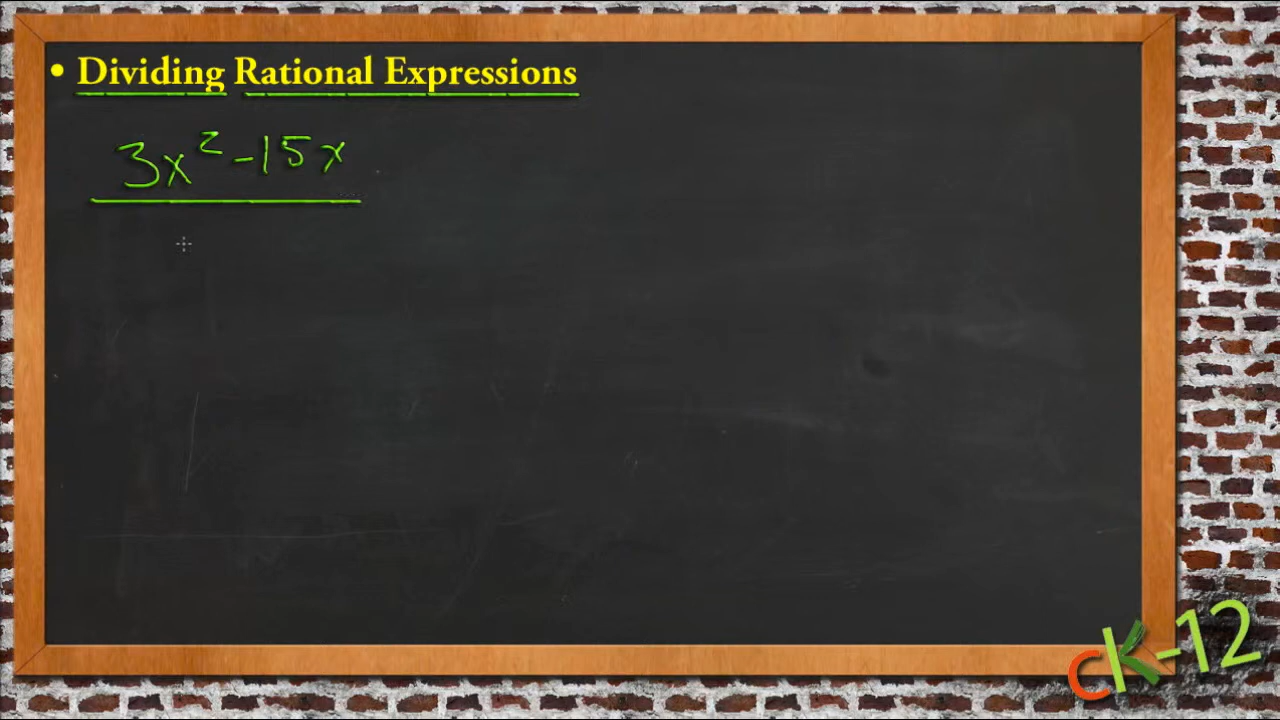 • Dividing Rational Expressions
3x² -15x
cK-12